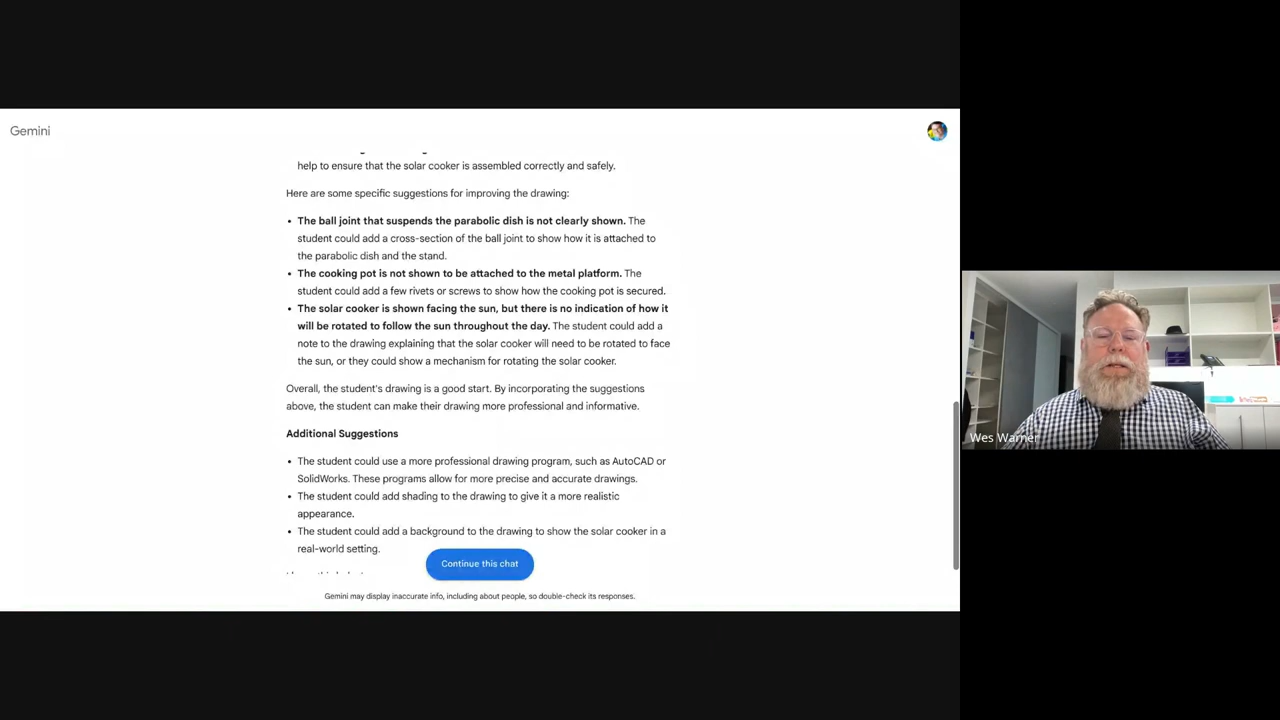 Gemini
help to ensure that the solar cooker is assembled correctly and safely.
Here are some specific suggestions for improving the drawing:
• The ball joint that suspends the parabolic dish is not clearly shown. The
student could add a cross-section of the ball joint to show how it is attached to
the parabolic dish and the stand.
• The cooking pot is not shown to be attached to the metal platform. The
student could add a few rivets or screws to show how the cooking pot is secured.
• The solar cooker is shown facing the sun, but there is no indication of how it
will be rotated to follow the sun throughout the day. The student could add a
note to the drawing explaining that the solar cooker will need to be rotated to face
the sun, or they could show a mechanism for rotating the solar cooker.
Overall, the student's drawing is a good start. By incorporating the suggestions
above, the student can make their drawing more professional and informative.
Additional Suggestions
• The student could use a more professional drawing program, such as AutoCAD or
SolidWorks. These programs allow for more precise and accurate drawings.
• The student could add shading to the drawing to give it a more realistic
appearance.
• The student could add a background to the drawing to show the solar cooker in a
real-world setting.
Continue this chat
Gemini may display inaccurate info, including about people, so double-check its responses.
Wes Warner